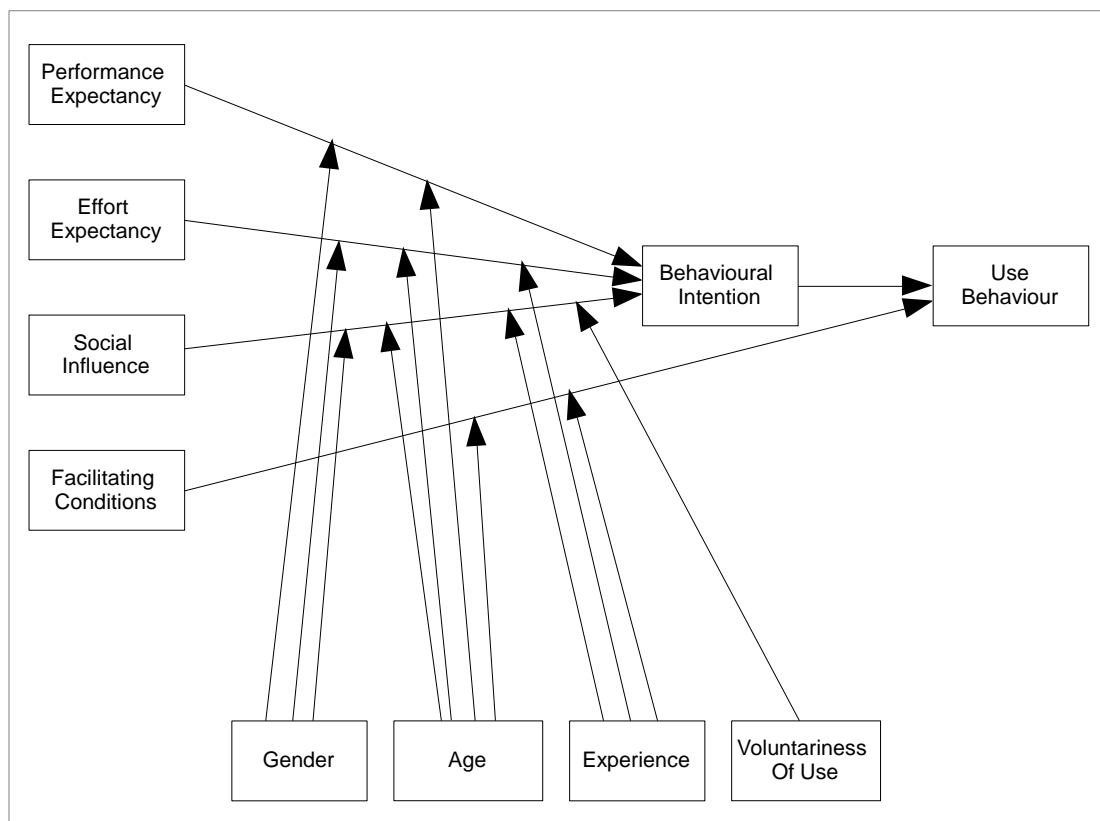 Performance
Expectancy
Effort
Expectancy
Social
Influence
Facilitating
Conditions
Behavioural
Intention
Use
Behaviour
Gender
Age
Experience
Voluntariness
Of Use